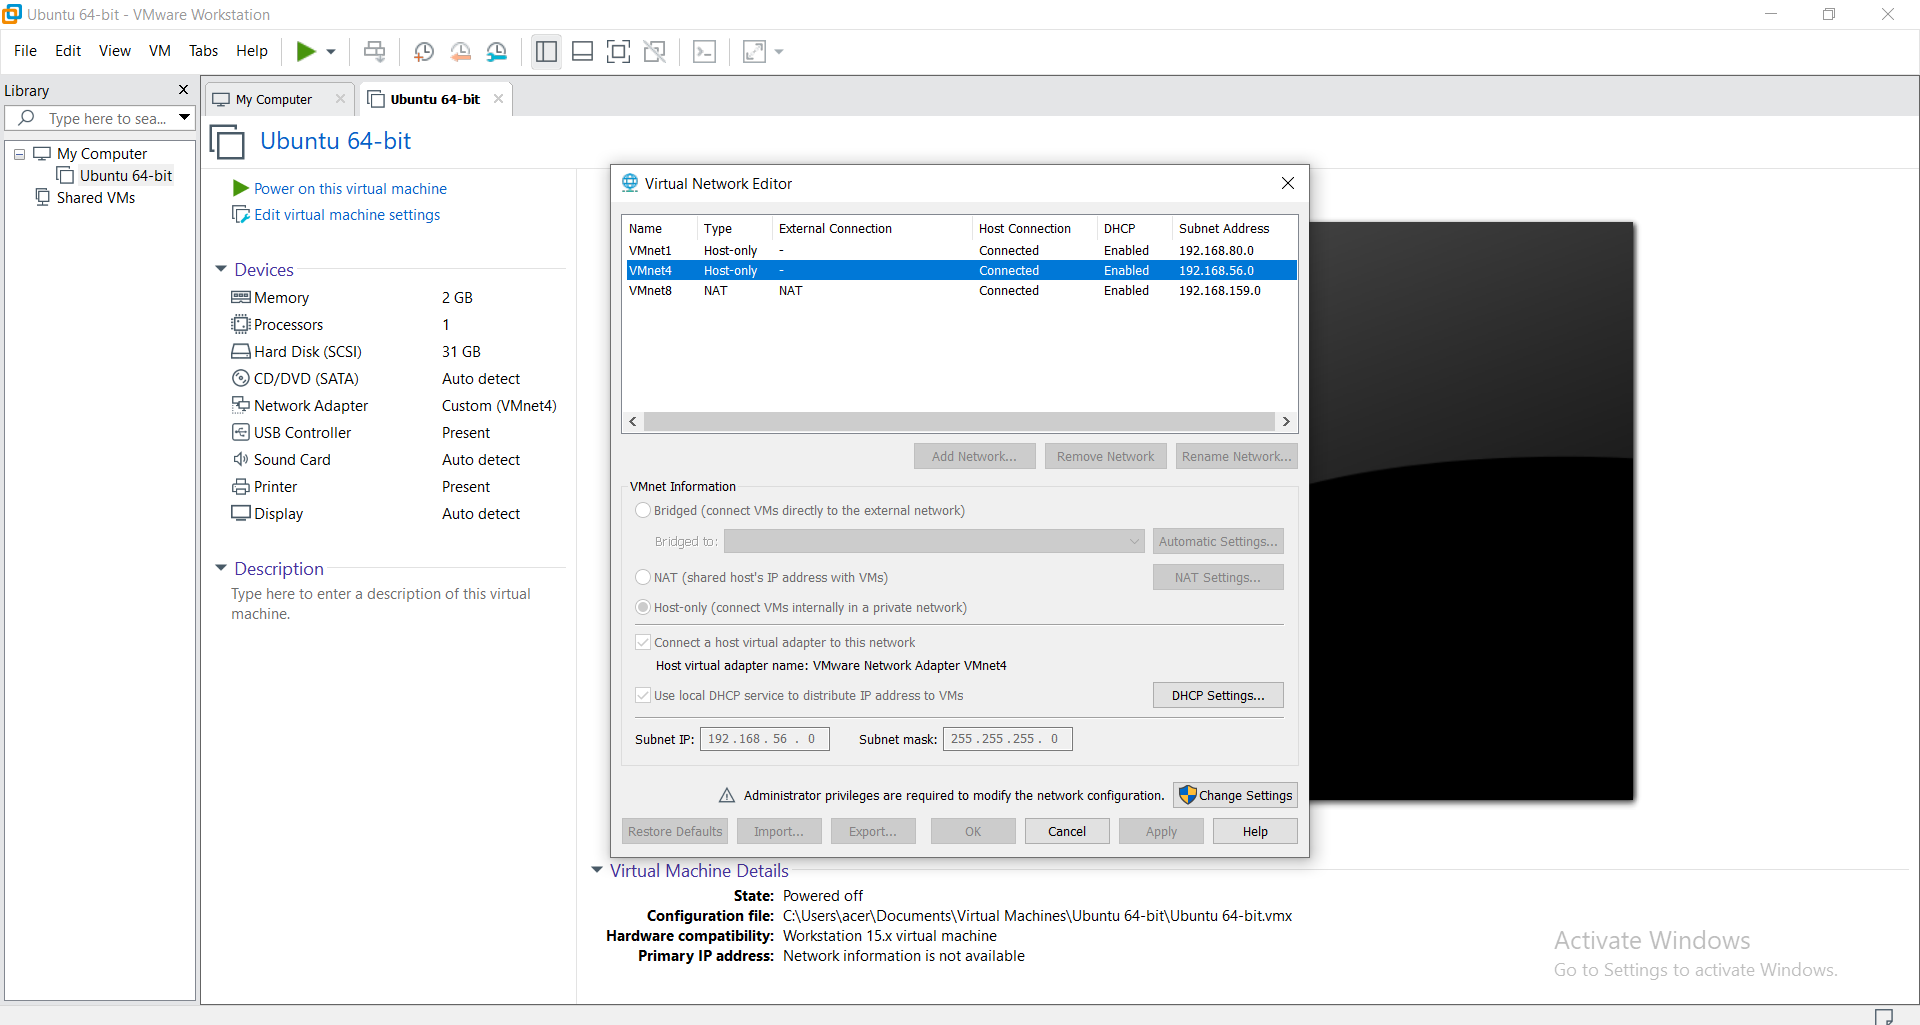 Ubuntu 64-bit - VMware Workstation
File Edit View VM Tabs Help
Library
Type here to sea...
My Computer
Ubuntu 64-bit
Shared VMs
My Computer
Ubuntu 64-bit
Ubuntu 64-bit
Power on this virtual machine
Edit virtual machine settings
Devices
Memory 2 GB
Processors 1
Hard Disk (SCSI) 31 GB
CD/DVD (SATA) Auto detect
Network Adapter Custom (VMnet4)
USB Controller Present
Sound Card Auto detect
Printer Present
Display Auto detect
Description
Type here to enter a description of this virtual
machine.
Virtual Network Editor
Name Type External Connection Host Connection DHCP Subnet Address
VMnet1 Host-only - Connected Enabled 192.168.80.0
VMnet4 Host-only - Connected Enabled 192.168.56.0
VMnet8 NAT NAT Connected Enabled 192.168.159.0
Add Network... Remove Network Rename Network...
VMnet Information
Bridged (connect VMs directly to the external network)
Bridged to: Automatic Settings...
NAT (shared host's IP address with VMs) NAT Settings...
Host-only (connect VMs internally in a private network)
Connect a host virtual adapter to this network
Host virtual adapter name: VMware Network Adapter VMnet4
Use local DHCP service to distribute IP address to VMs DHCP Settings...
Subnet IP: 192 . 168 . 56 . 0 Subnet mask: 255 . 255 . 255 . 0
Administrator privileges are required to modify the network configuration. Change Settings
Restore Defaults Import... Export... OK Cancel Apply Help
Virtual Machine Details
State: Powered off
Configuration file: C:\Users\acer\Documents\Virtual Machines\Ubuntu 64-bit\Ubuntu 64-bit.vmx
Hardware compatibility: Workstation 15.x virtual machine
Primary IP address: Network information is not available
Activate Windows
Go to Settings to activate Windows.